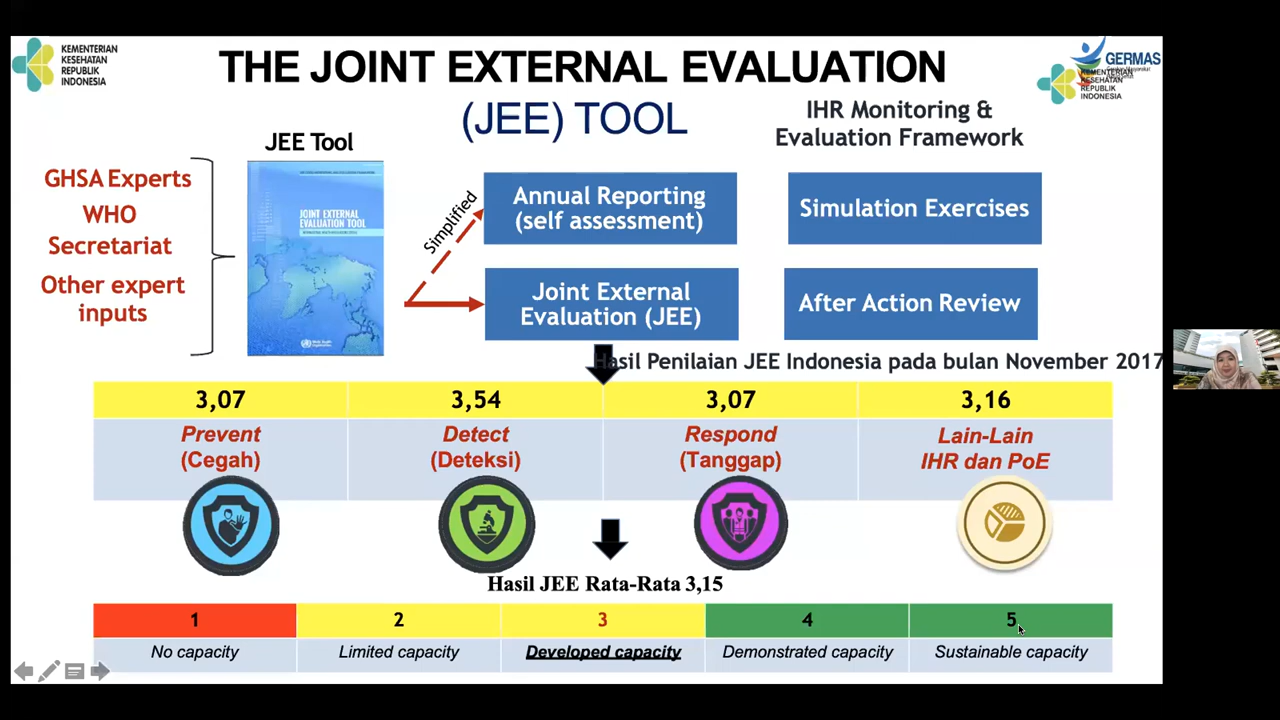 KEMENTERIAN
KESEHATAN
REPUBLIK
INDONESIA
THE JOINT EXTERNAL EVALUATION
(JEE) TOOL
GERMAS
KEMENTERIAN
KESEHATAN
REPUBLIK
INDONESIA
IHR Monitoring &
Evaluation Framework
JEE Tool
GHSA Experts
WHO
Secretariat
Other expert
inputs
JOINT EXTERNAL
EVALUATION TOOL
World Health
Organization
Simplified
Annual Reporting
(self assessment)
Simulation Exercises
Joint External
Evaluation (JEE)
After Action Review
Hasil Penilaian JEE Indonesia pada bulan November 2017
3,07
3,54
3,07
3,16
Prevent
(Cegah)
Detect
(Deteksi)
Respond
(Tanggap)
Lain-Lain
IHR dan PoE
Hasil JEE Rata-Rata 3,15
1
2
3
4
5
No capacity
Limited capacity
Developed capacity
Demonstrated capacity
Sustainable capacity